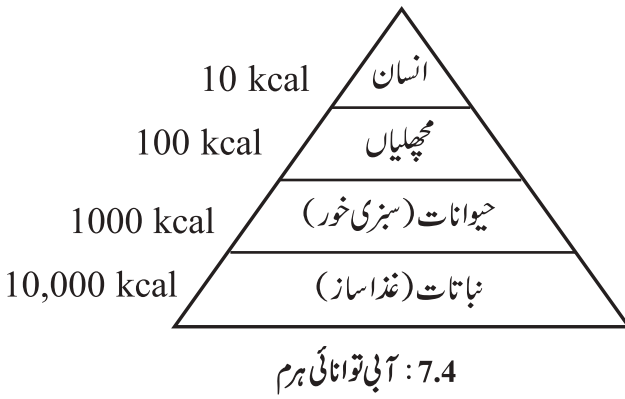 10 kcal
انسان
100 kcal
مچھلیاں
1000 kcal
حیوانات (سبزی خور)
10,000 kcal
نباتات (غذا ساز)
7.4 : آبی توانائی ہرم